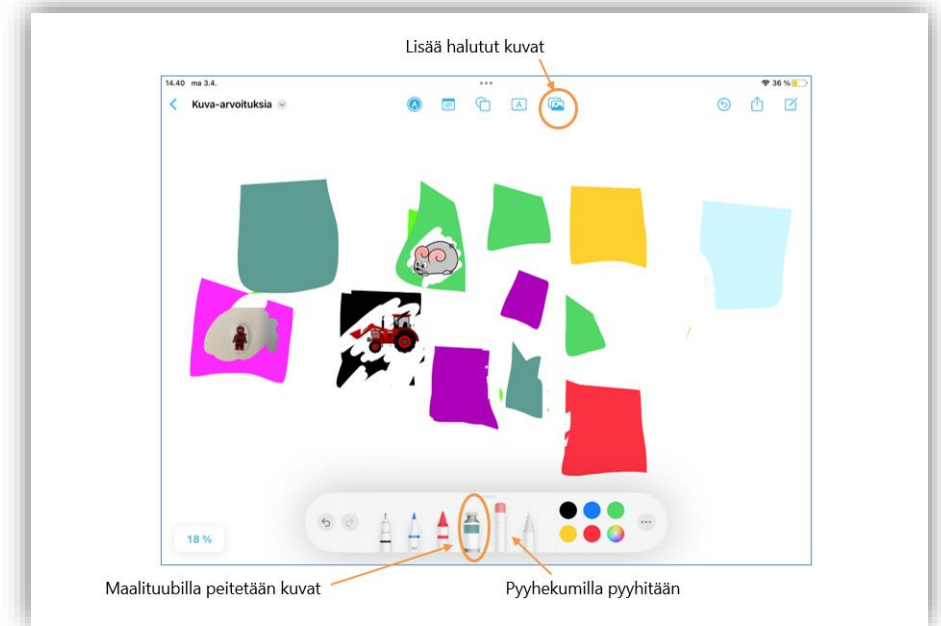 Lisää halutut kuvat
14.40 ma 3.4.
36 %
Kuva-arvoituksia
A
18 %
Maalituubilla peitetään kuvat
Pyyhekumilla pyyhitään